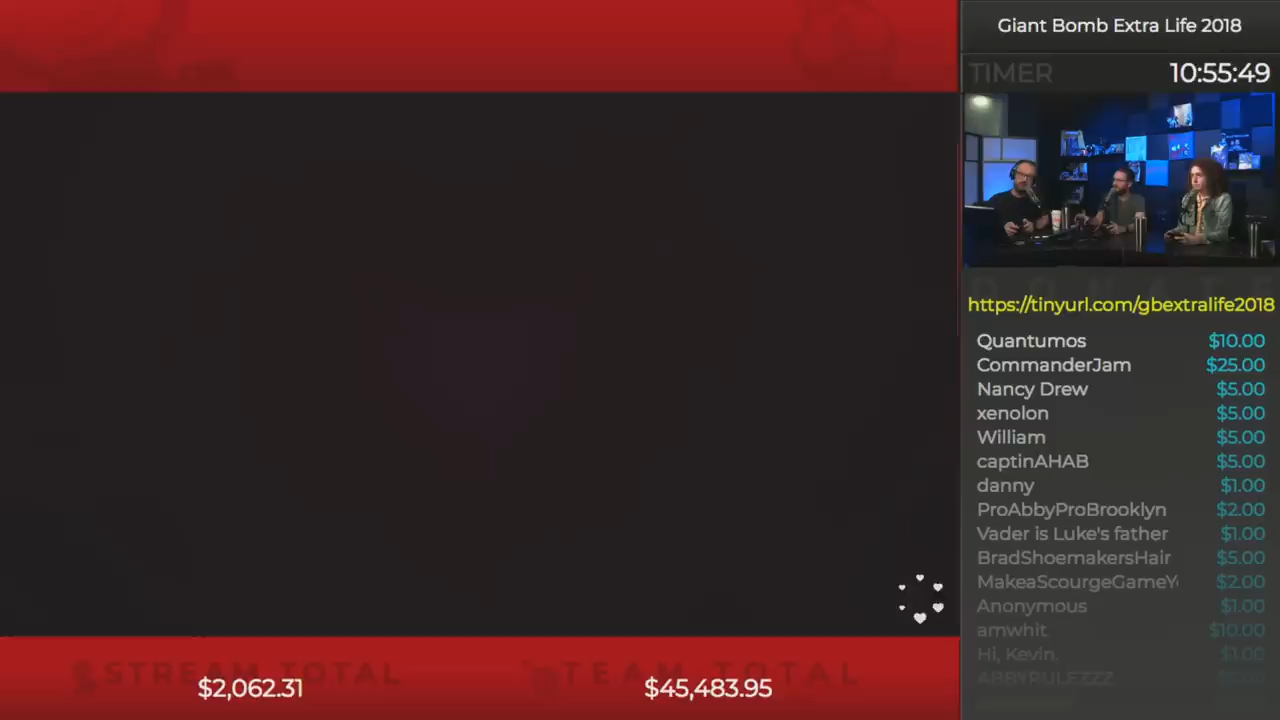 Giant Bomb Extra Life 2018
TIMER 10:55:49
https://tinyurl.com/gbextralife2018
Quantumos $10.00
CommanderJam $25.00
Nancy Drew $5.00
xenolon $5.00
William $5.00
captinAHAB $5.00
danny $1.00
ProAbbyProBrooklyn $2.00
Vader is Luke's father $1.00
BradShoemakersHair $5.00
MakeaScourgeGameY $2.00
Anonymous $1.00
amwhit $10.00
Hi, Kevin. $1.00
ABBYRULEZZZ
STREAM TOTAL
TEAM TOTAL
$2,062.31
$45,483.95